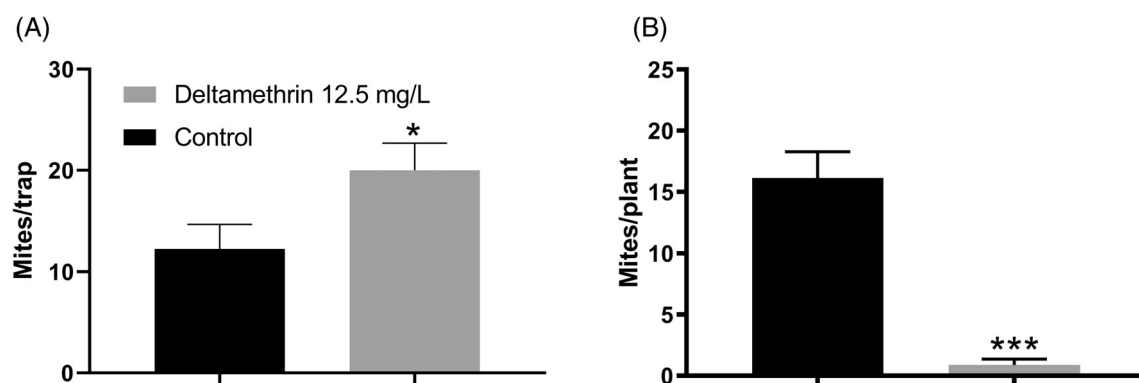 (A)
30
20
10
0
Mites/trap
Deltamethrin 12.5 mg/L
Control
*
(B)
25
20
15
10
5
0
Mites/plant
***